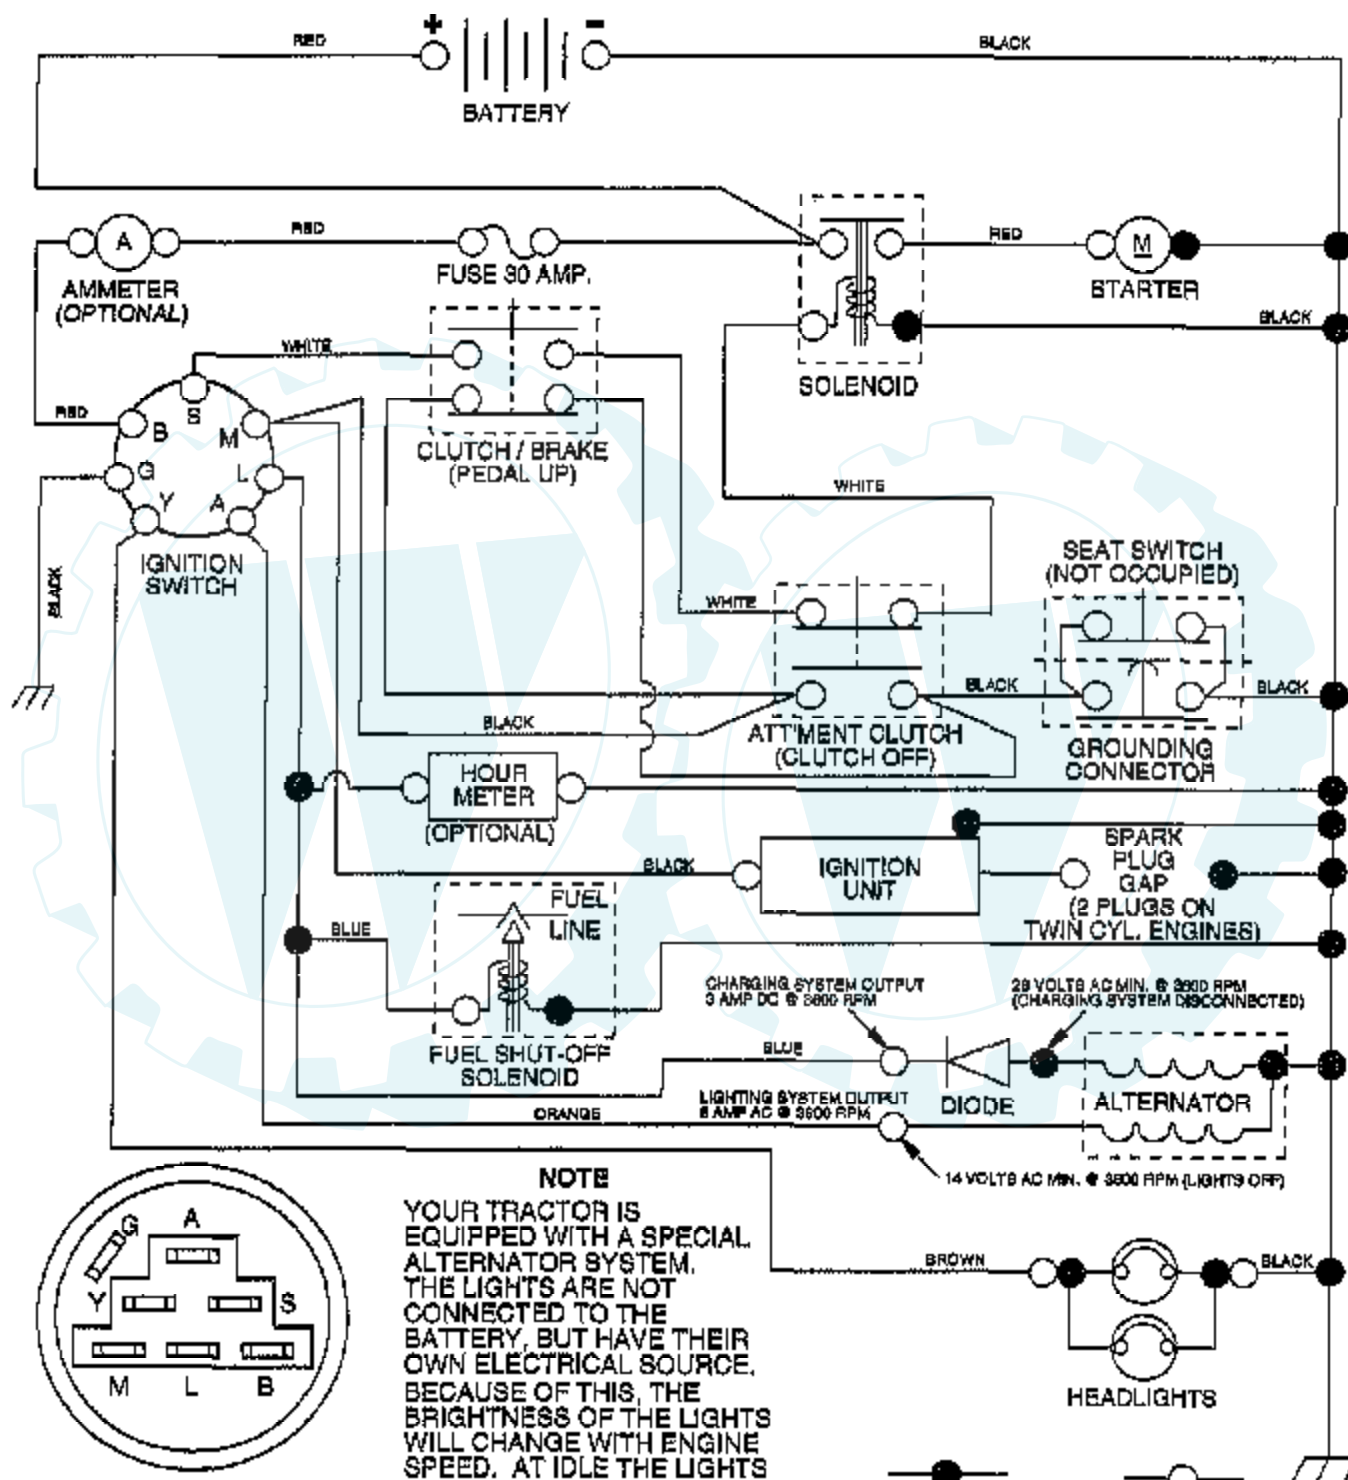 + -
RED
BLACK
BATTERY
A
RED
RED
M
AMMETER
(OPTIONAL)
FUSE 30 AMP.
STARTER
WHITE
BLACK
SOLENOID
RED
S
B
M
G
L
Y
A
CLUTCH / BRAKE
(PEDAL UP)
WHITE
IGNITION
SWITCH
BLACK
SEAT SWITCH
(NOT OCCUPIED)
WHITE
BLACK
BLACK
BLACK
ATT'MENT CLUTCH
(CLUTCH OFF)
GROUNDING
CONNECTOR
HOUR
METER
(OPTIONAL)
BLACK
IGNITION
UNIT
SPARK
PLUG
GAP
(2 PLUGS ON
TWIN CYL. ENGINES)
FUEL
LINE
BLUE
CHARGING SYSTEM OUTPUT
3 AMP DC @ 3600 RPM
28 VOLTS AC MIN. @ 3600 RPM
(CHARGING SYSTEM DISCONNECTED)
FUEL SHUT-OFF
SOLENOID
BLUE
DIODE
ALTERNATOR
LIGHTING SYSTEM OUTPUT
5 AMP AC @ 3600 RPM
ORANGE
14 VOLTS AC MIN. @ 3600 RPM (LIGHTS OFF)
G
A
Y
S
M
L
B
NOTE
YOUR TRACTOR IS
EQUIPPED WITH A SPECIAL
ALTERNATOR SYSTEM.
THE LIGHTS ARE NOT
CONNECTED TO THE
BATTERY, BUT HAVE THEIR
OWN ELECTRICAL SOURCE.
BECAUSE OF THIS, THE
BRIGHTNESS OF THE LIGHTS
WILL CHANGE WITH ENGINE
SPEED. AT IDLE THE LIGHTS
BROWN
BLACK
HEADLIGHTS